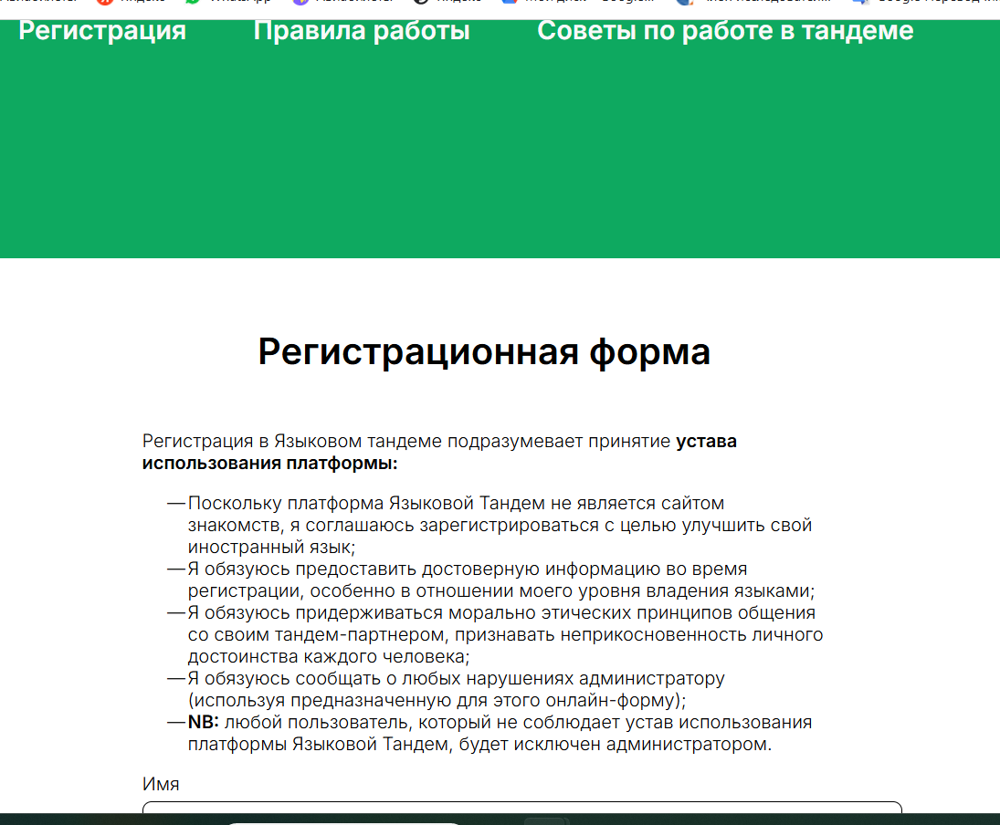 Регистрация Правила работы Советы по работе в тандеме
Регистрационная форма
Регистрация в Языковом тандеме подразумевает принятие устава
использования платформы:
—Поскольку платформа Языковой Тандем не является сайтом
знакомств, я соглашаюсь зарегистрироваться с целью улучшить свой
иностранный язык;
—Я обязуюсь предоставить достоверную информацию во время
регистрации, особенно в отношении моего уровня владения языками;
—Я обязуюсь придерживаться морально этических принципов общения
со своим тандем-партнером, признавать неприкосновенность личного
достоинства каждого человека;
—Я обязуюсь сообщать о любых нарушениях администратору
(используя предназначенную для этого онлайн-форму);
—NB: любой пользователь, который не соблюдает устав использования
платформы Языковой Тандем, будет исключен администратором.
Имя